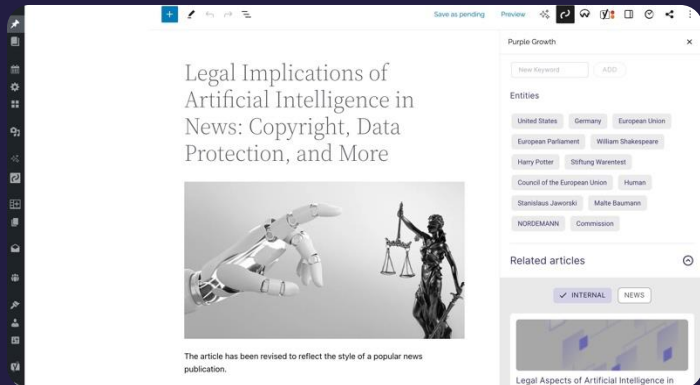 Save as pending Preview
Legal Implications of
Artificial Intelligence in
News: Copyright, Data
Protection, and More
The article has been revised to reflect the style of a popular news
publication.
Purple Growth
New Keyword ADD
Entities
United States Germany European Union
European Parliament William Shakespeare
Harry Potter Stiftung Warentest
Council of the European Union Human
Stanislaus Jaworski Malte Baumann
NORDEMANN Commission
Related articles
INTERNAL NEWS
Legal Aspects of Artificial Intelligence in